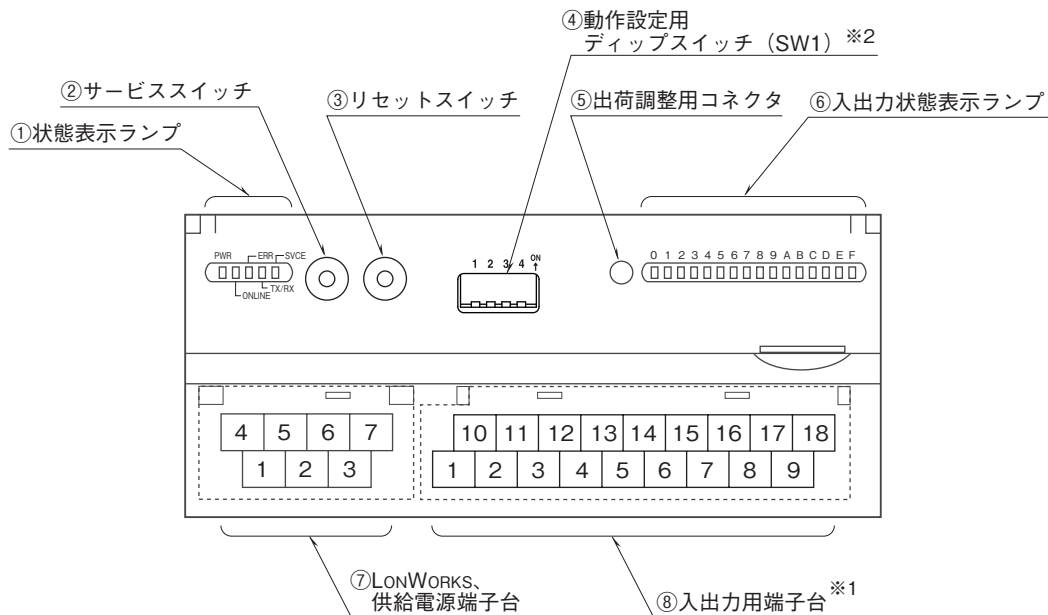 ④動作設定用
ディップスイッチ（SW1）※2
②サービススイッチ
③リセットスイッチ
⑤出荷調整用コネクタ
⑥入出力状態表示ランプ
①状態表示ランプ
PWR ERR SVCE
ONLINE TX/RX
1 2 3 4 ON
↑
0 1 2 3 4 5 6 7 8 9 A B C D E F
4 5 6 7
1 2 3
10 11 12 13 14 15 16 17 18
1 2 3 4 5 6 7 8 9
⑦LONWORKS、
供給電源端子台
⑧入出力用端子台※1